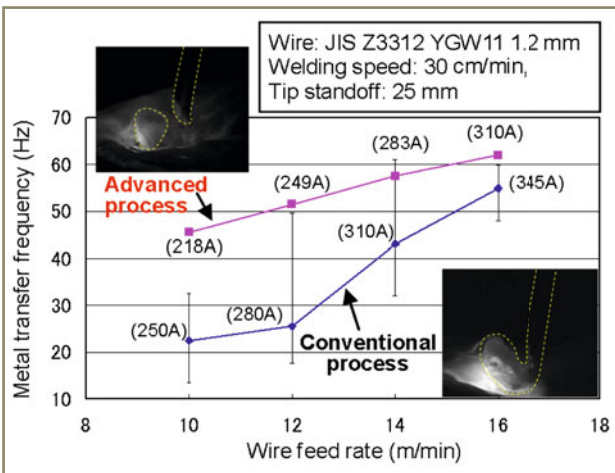 Wire: JIS Z3312 YGW11 1.2 mm
Welding speed: 30 cm/min,
Tip standoff: 25 mm
Metal transfer frequency (Hz)
70
60
50
40
30
20
10
Advanced
process
(218A)
(249A)
(283A)
(310A)
(250A)
(280A)
(310A)
(345A)
Conventional
process
8
10
12
14
16
18
Wire feed rate (m/min)